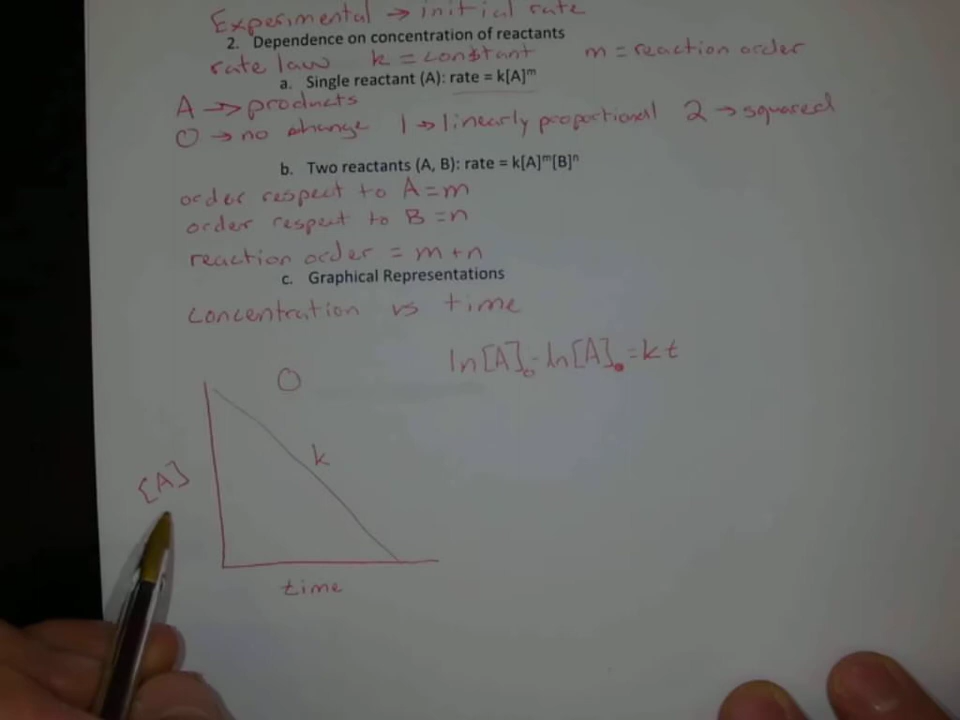 Experimental → initial rate
2. Dependence on concentration of reactants
rate law k = constant m = reaction order
a. Single reactant (A): rate = k[A]ᵐ
A → products
0 → no change 1 → linearly proportional 2 → squared
b. Two reactants (A, B): rate = k[A]ᵐ[B]ⁿ
order respect to A = m
order respect to B = n
reaction order = m + n
c. Graphical Representations
concentration vs time
ln[A]₀ - ln[A] = kt
0
k
[A]
time